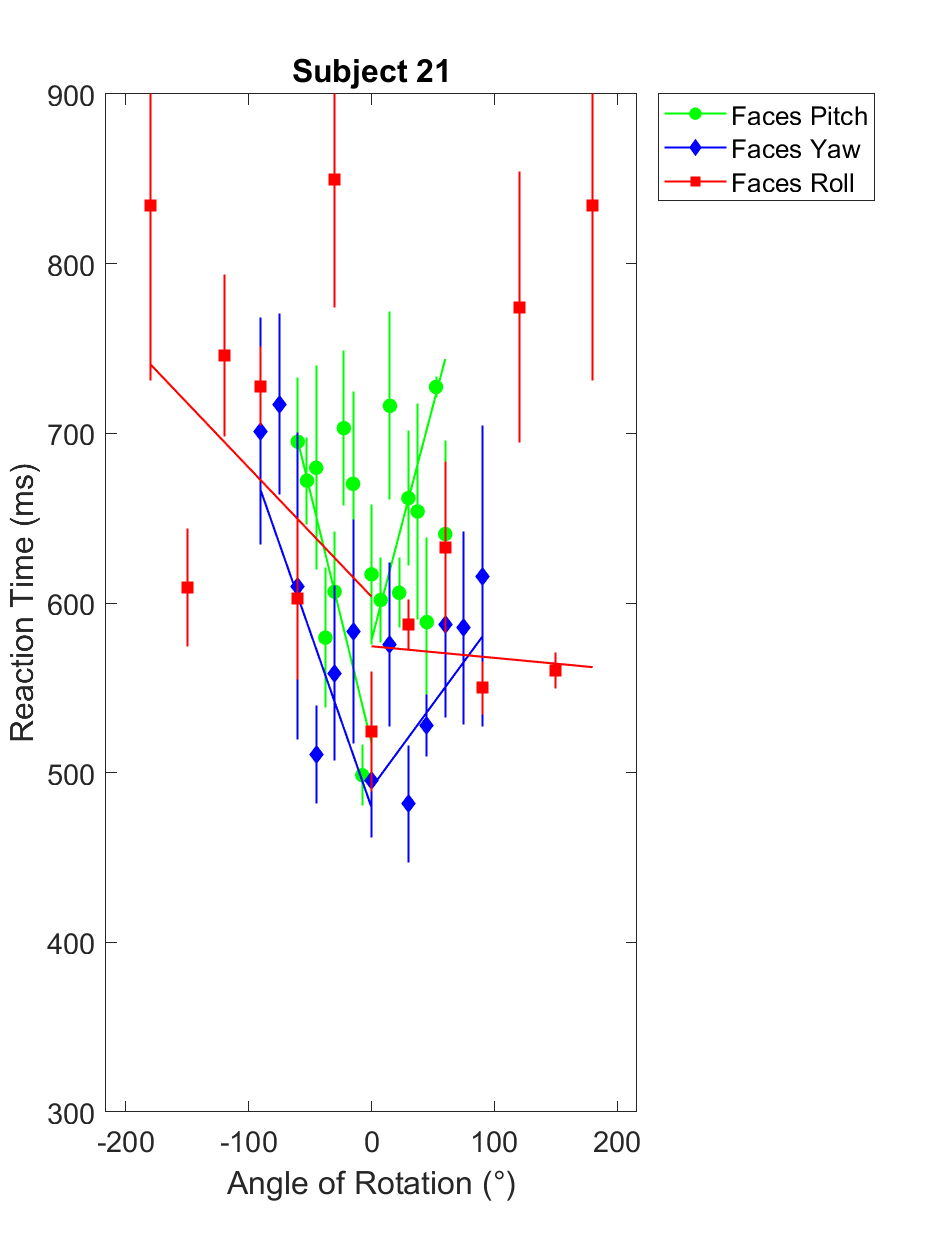 Subject 21
900
800
700
600
500
400
300
Reaction Time (ms)
-200 -100 0 100 200
Angle of Rotation (°)
Faces Pitch
Faces Yaw
Faces Roll